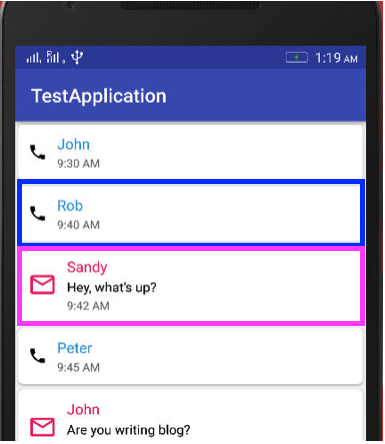 1:19 AM
TestApplication
John
9:30 AM
Rob
9:40 AM
Sandy
Hey, what's up?
9:42 AM
Peter
9:45 AM
John
Are you writing blog?